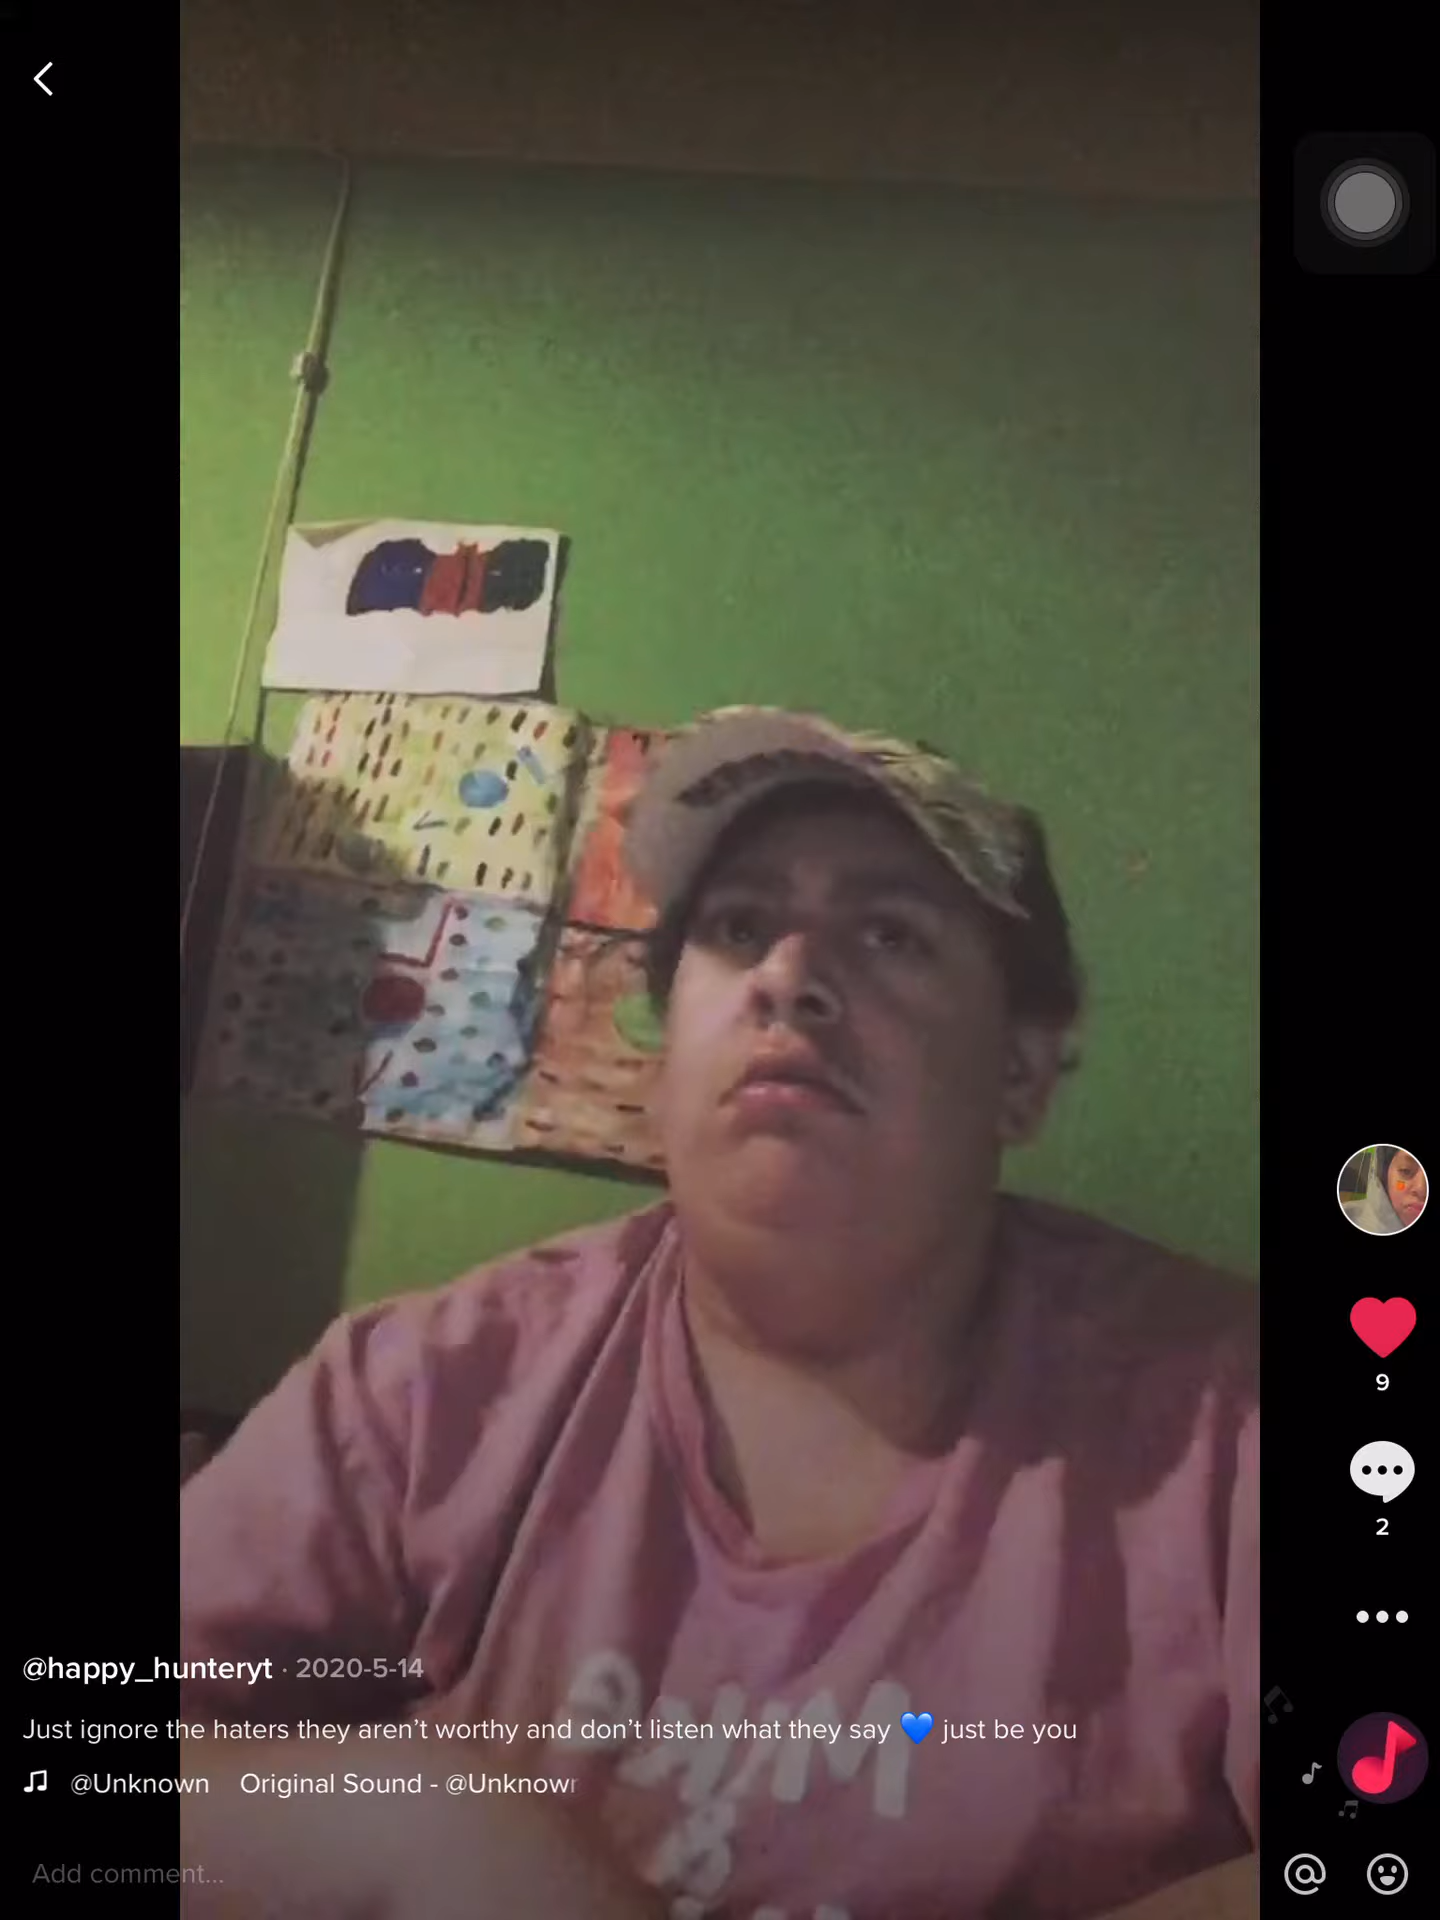 9
2
@happy_hunteryt · 2020-5-14
Just ignore the haters they aren’t worthy and don’t listen what they say 💙 just be you
@Unknown Original Sound - @Unknown
Add comment...